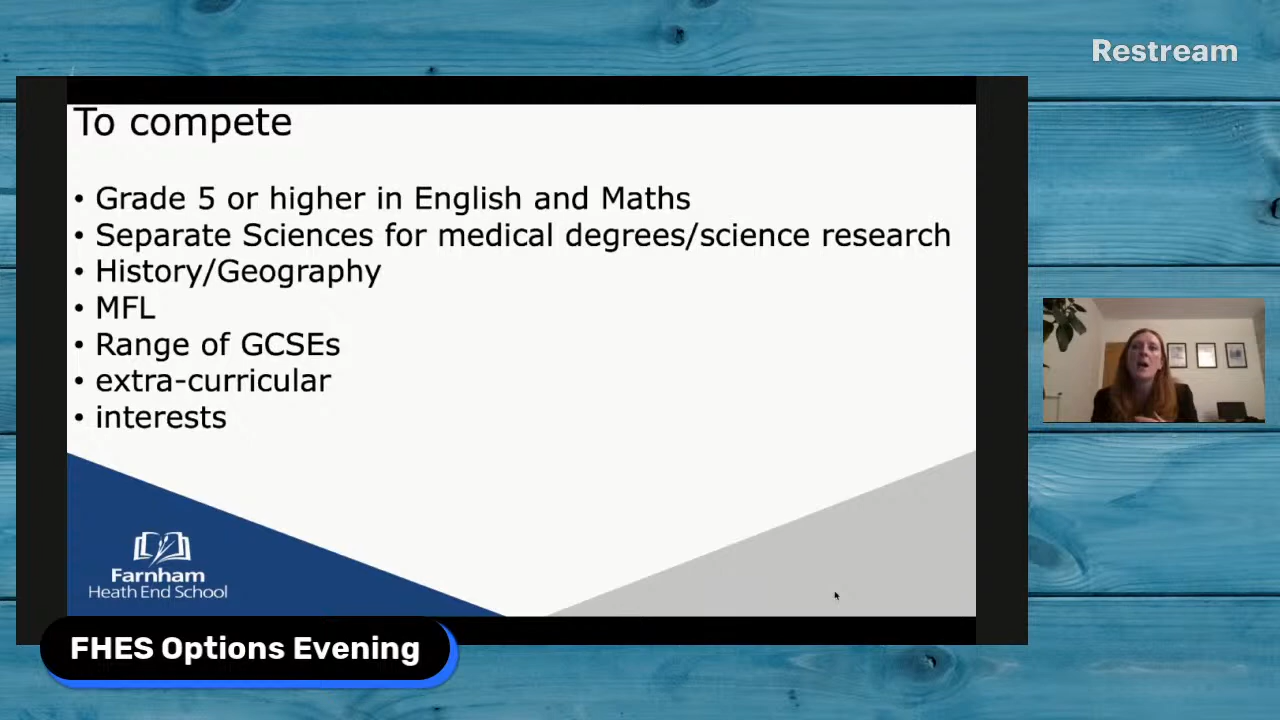 Restream
To compete
• Grade 5 or higher in English and Maths
• Separate Sciences for medical degrees/science research
• History/Geography
• MFL
• Range of GCSEs
• extra-curricular
• interests
Farnham
Heath End School
FHES Options Evening